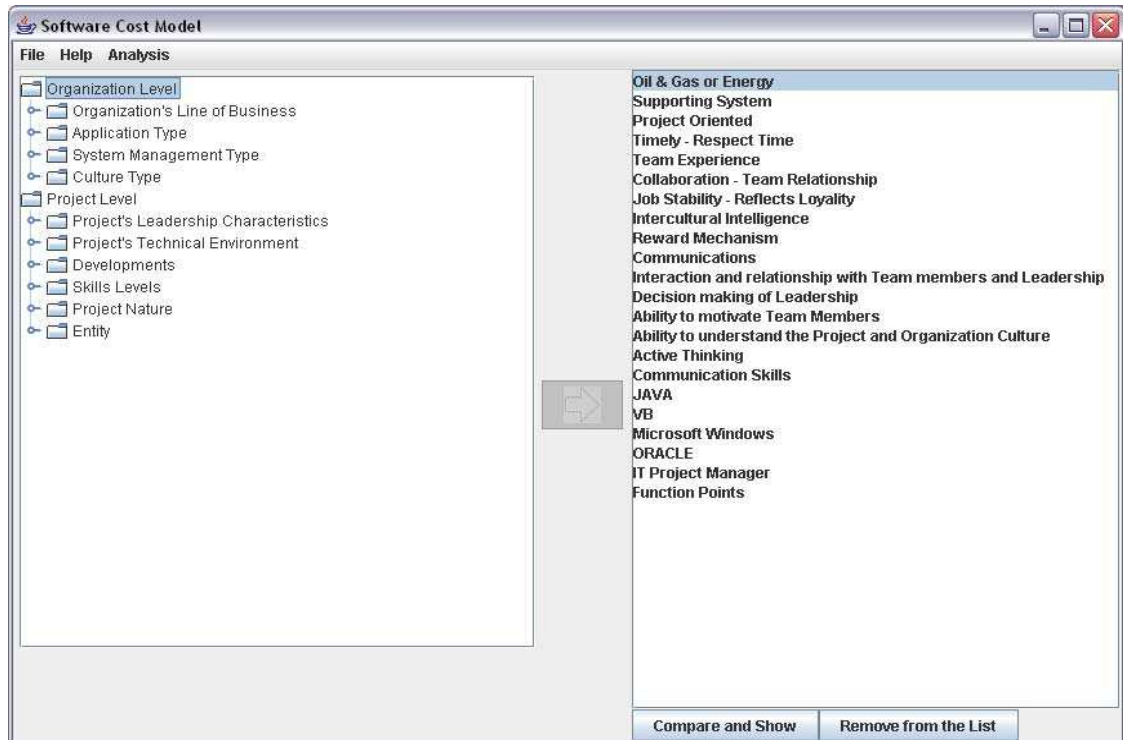 Software Cost Model
File Help Analysis
Organization Level
Organization's Line of Business
Application Type
System Management Type
Culture Type
Project Level
Project's Leadership Characteristics
Project's Technical Environment
Developments
Skills Levels
Project Nature
Entity
Oil & Gas or Energy
Supporting System
Project Oriented
Timely - Respect Time
Team Experience
Collaboration - Team Relationship
Job Stability - Reflects Loyality
Intercultural Intelligence
Reward Mechanism
Communications
Interaction and relationship with Team members and Leadership
Decision making of Leadership
Ability to motivate Team Members
Ability to understand the Project and Organization Culture
Active Thinking
Communication Skills
JAVA
VB
Microsoft Windows
ORACLE
IT Project Manager
Function Points
Compare and Show Remove from the List